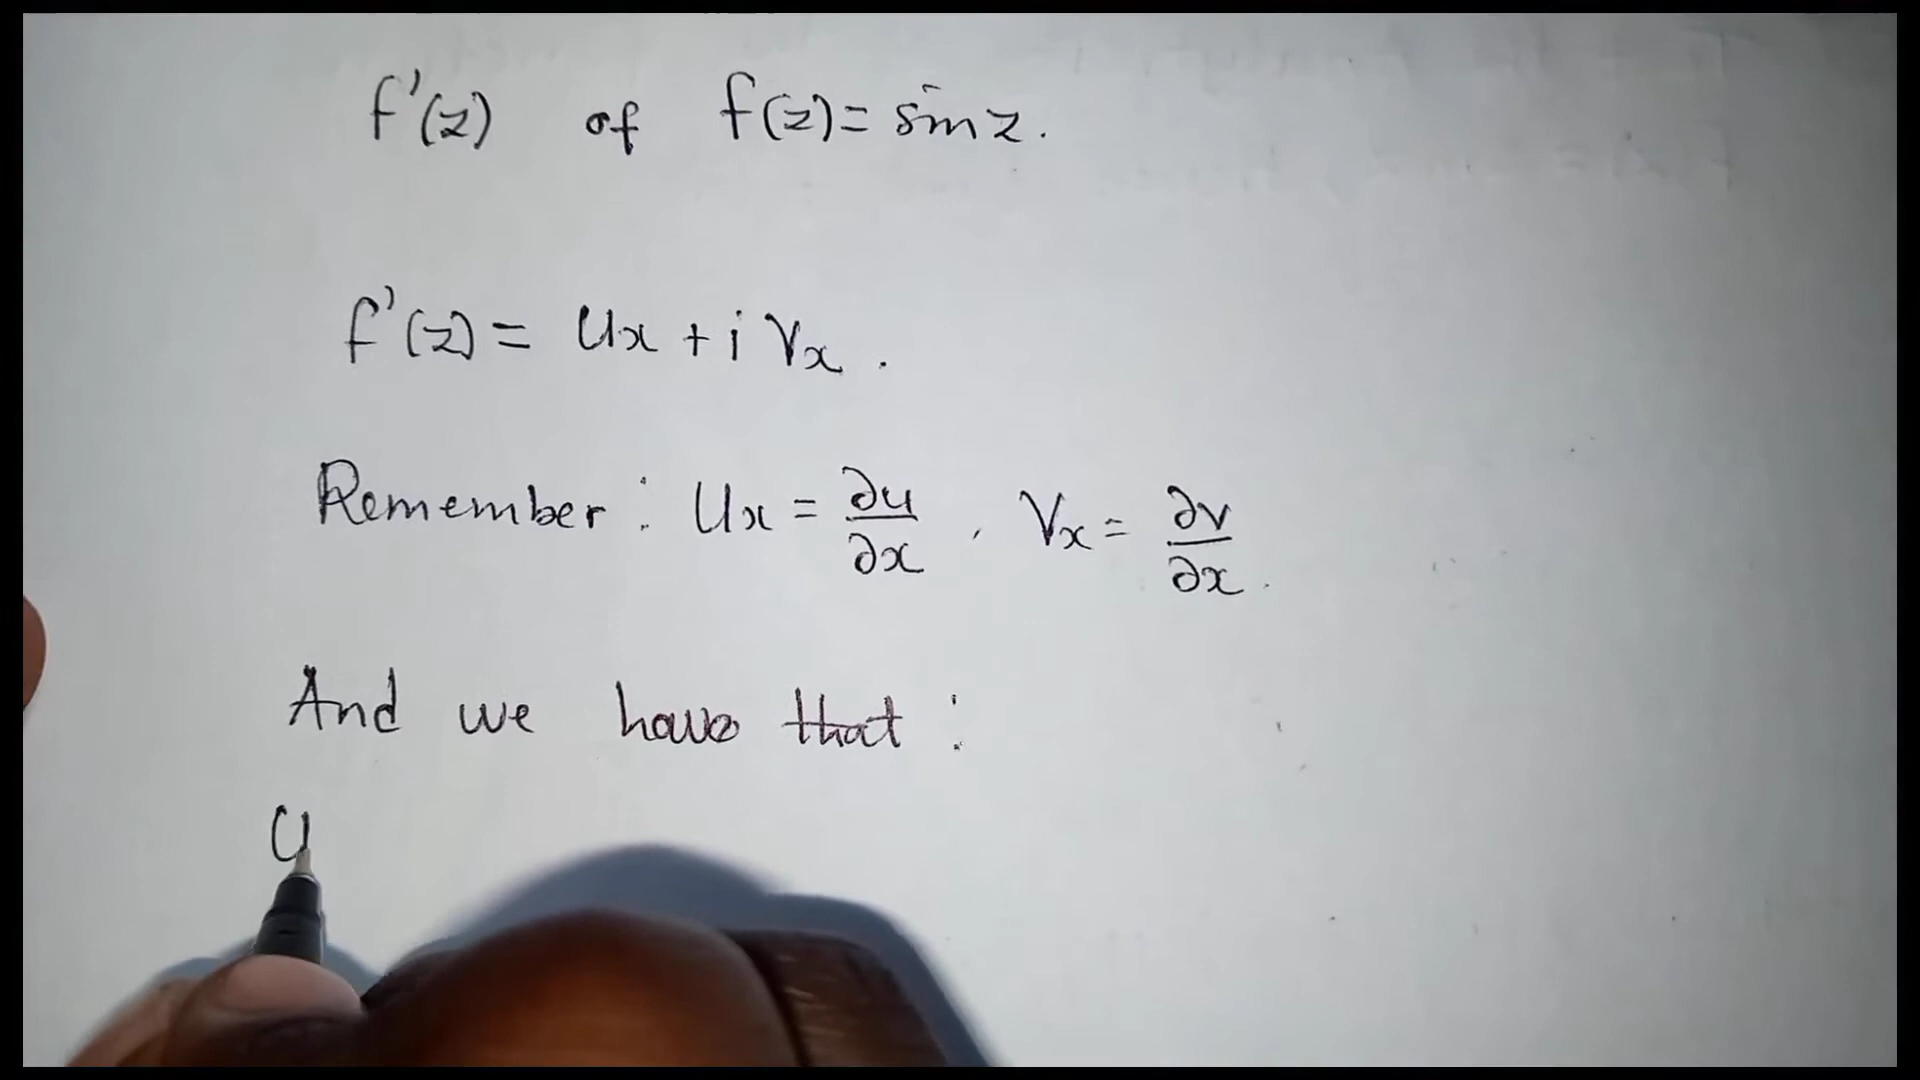 f'(z) of f(z) = sin z.
f'(z) = Ux + i Vx .
Remember : Ux = ∂u/∂x , Vx = ∂v/∂x .
And we have that :
U